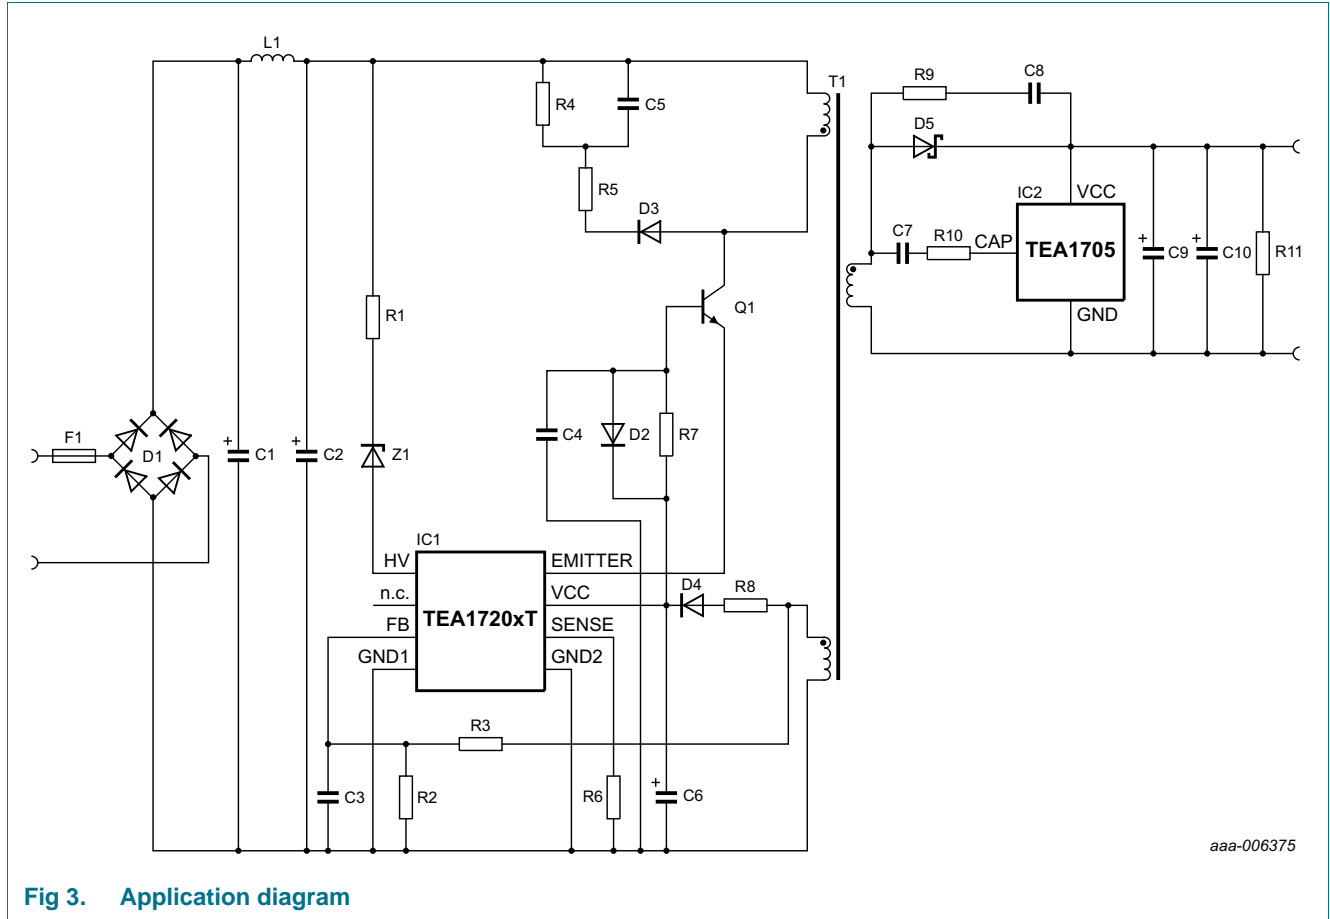 L1
T1
R9
C8
R4
C5
D5
R5
IC2
VCC
D3
C7
R10
CAP
TEA1705
+
C9
+
C10
R11
R1
Q1
GND
F1
D1
+
C1
+
C2
Z1
C4
D2
R7
IC1
HV
EMITTER
n.c.
VCC
D4
R8
TEA1720xT
FB
SENSE
GND1
GND2
R3
C3
R2
R6
+
C6
aaa-006375
Fig 3. Application diagram